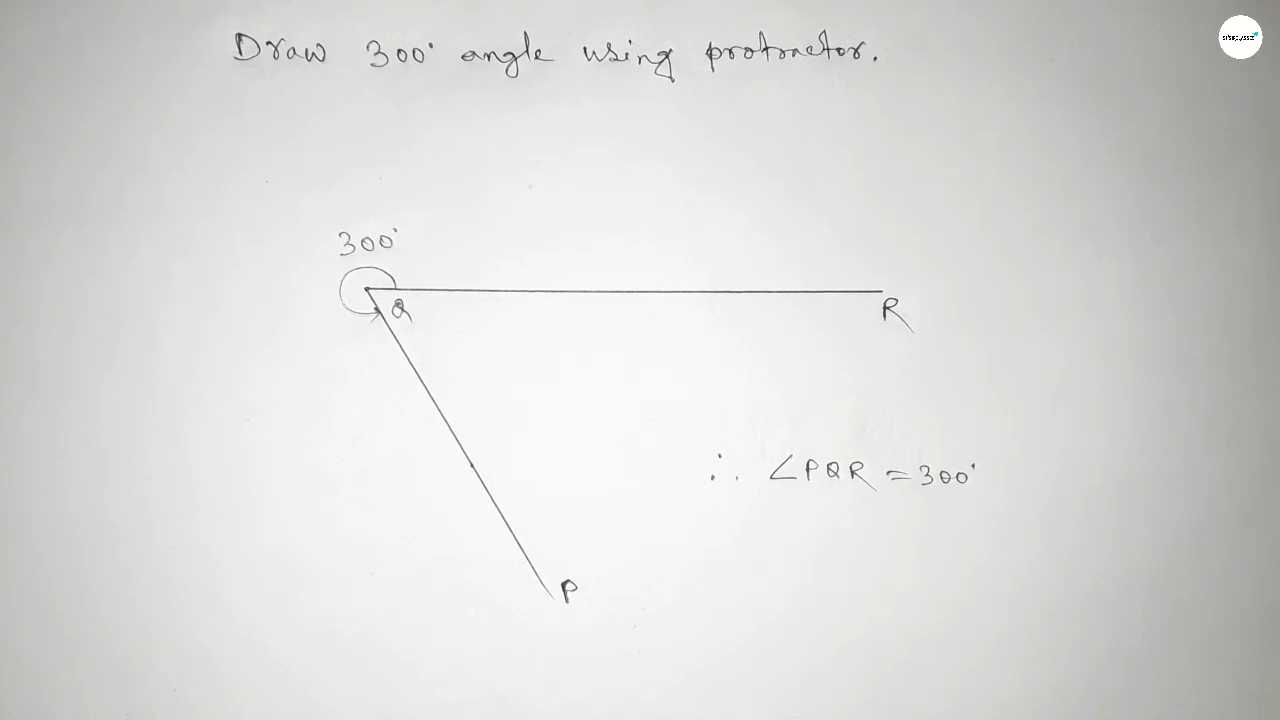 Draw 300° angle using protractor.
300°
Q
R
∴ ∠PQR = 300°
P